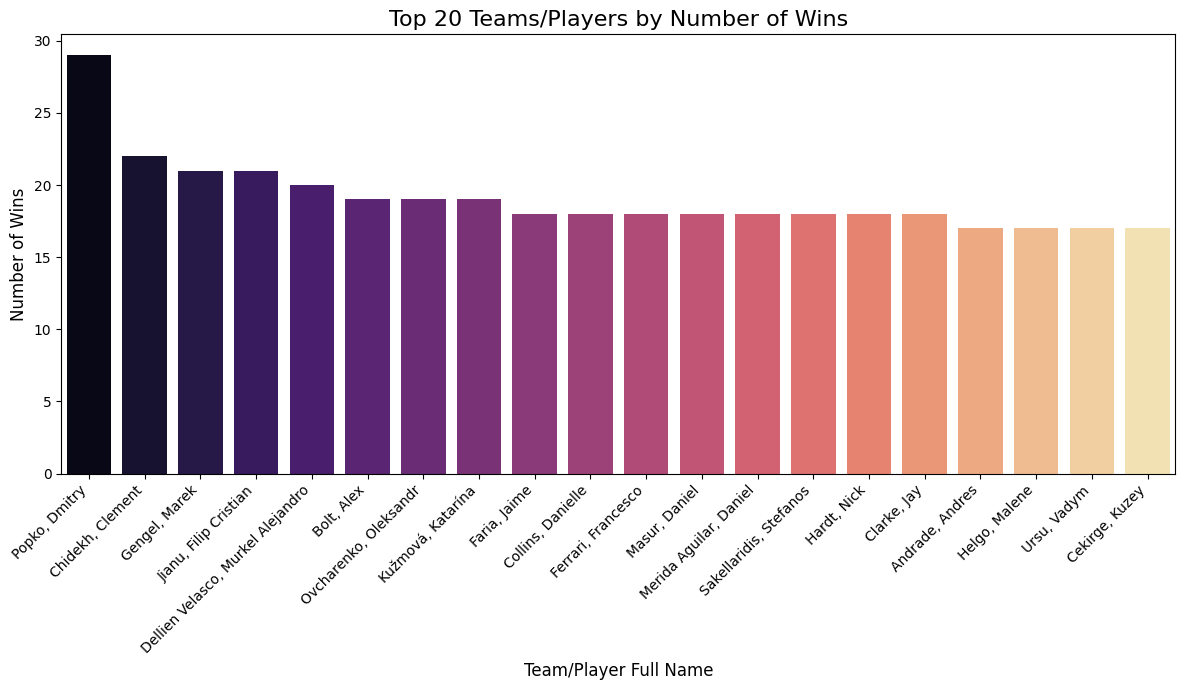 Top 20 Teams/Players by Number of Wins
Number of Wins
30
25
20
15
10
5
0
Popko, Dmitry
Chidekh, Clement
Gengel, Marek
Jianu, Filip Cristian
Dellien Velasco, Murkel Alejandro
Bolt, Alex
Ovcharenko, Oleksandr
Kužmová, Katarína
Faria, Jaime
Collins, Danielle
Ferrari, Francesco
Masur, Daniel
Merida Aguilar, Daniel
Sakellaridis, Stefanos
Hardt, Nick
Clarke, Jay
Andrade, Andres
Helgo, Malene
Ursu, Vadym
Cekirge, Kuzey
Team/Player Full Name